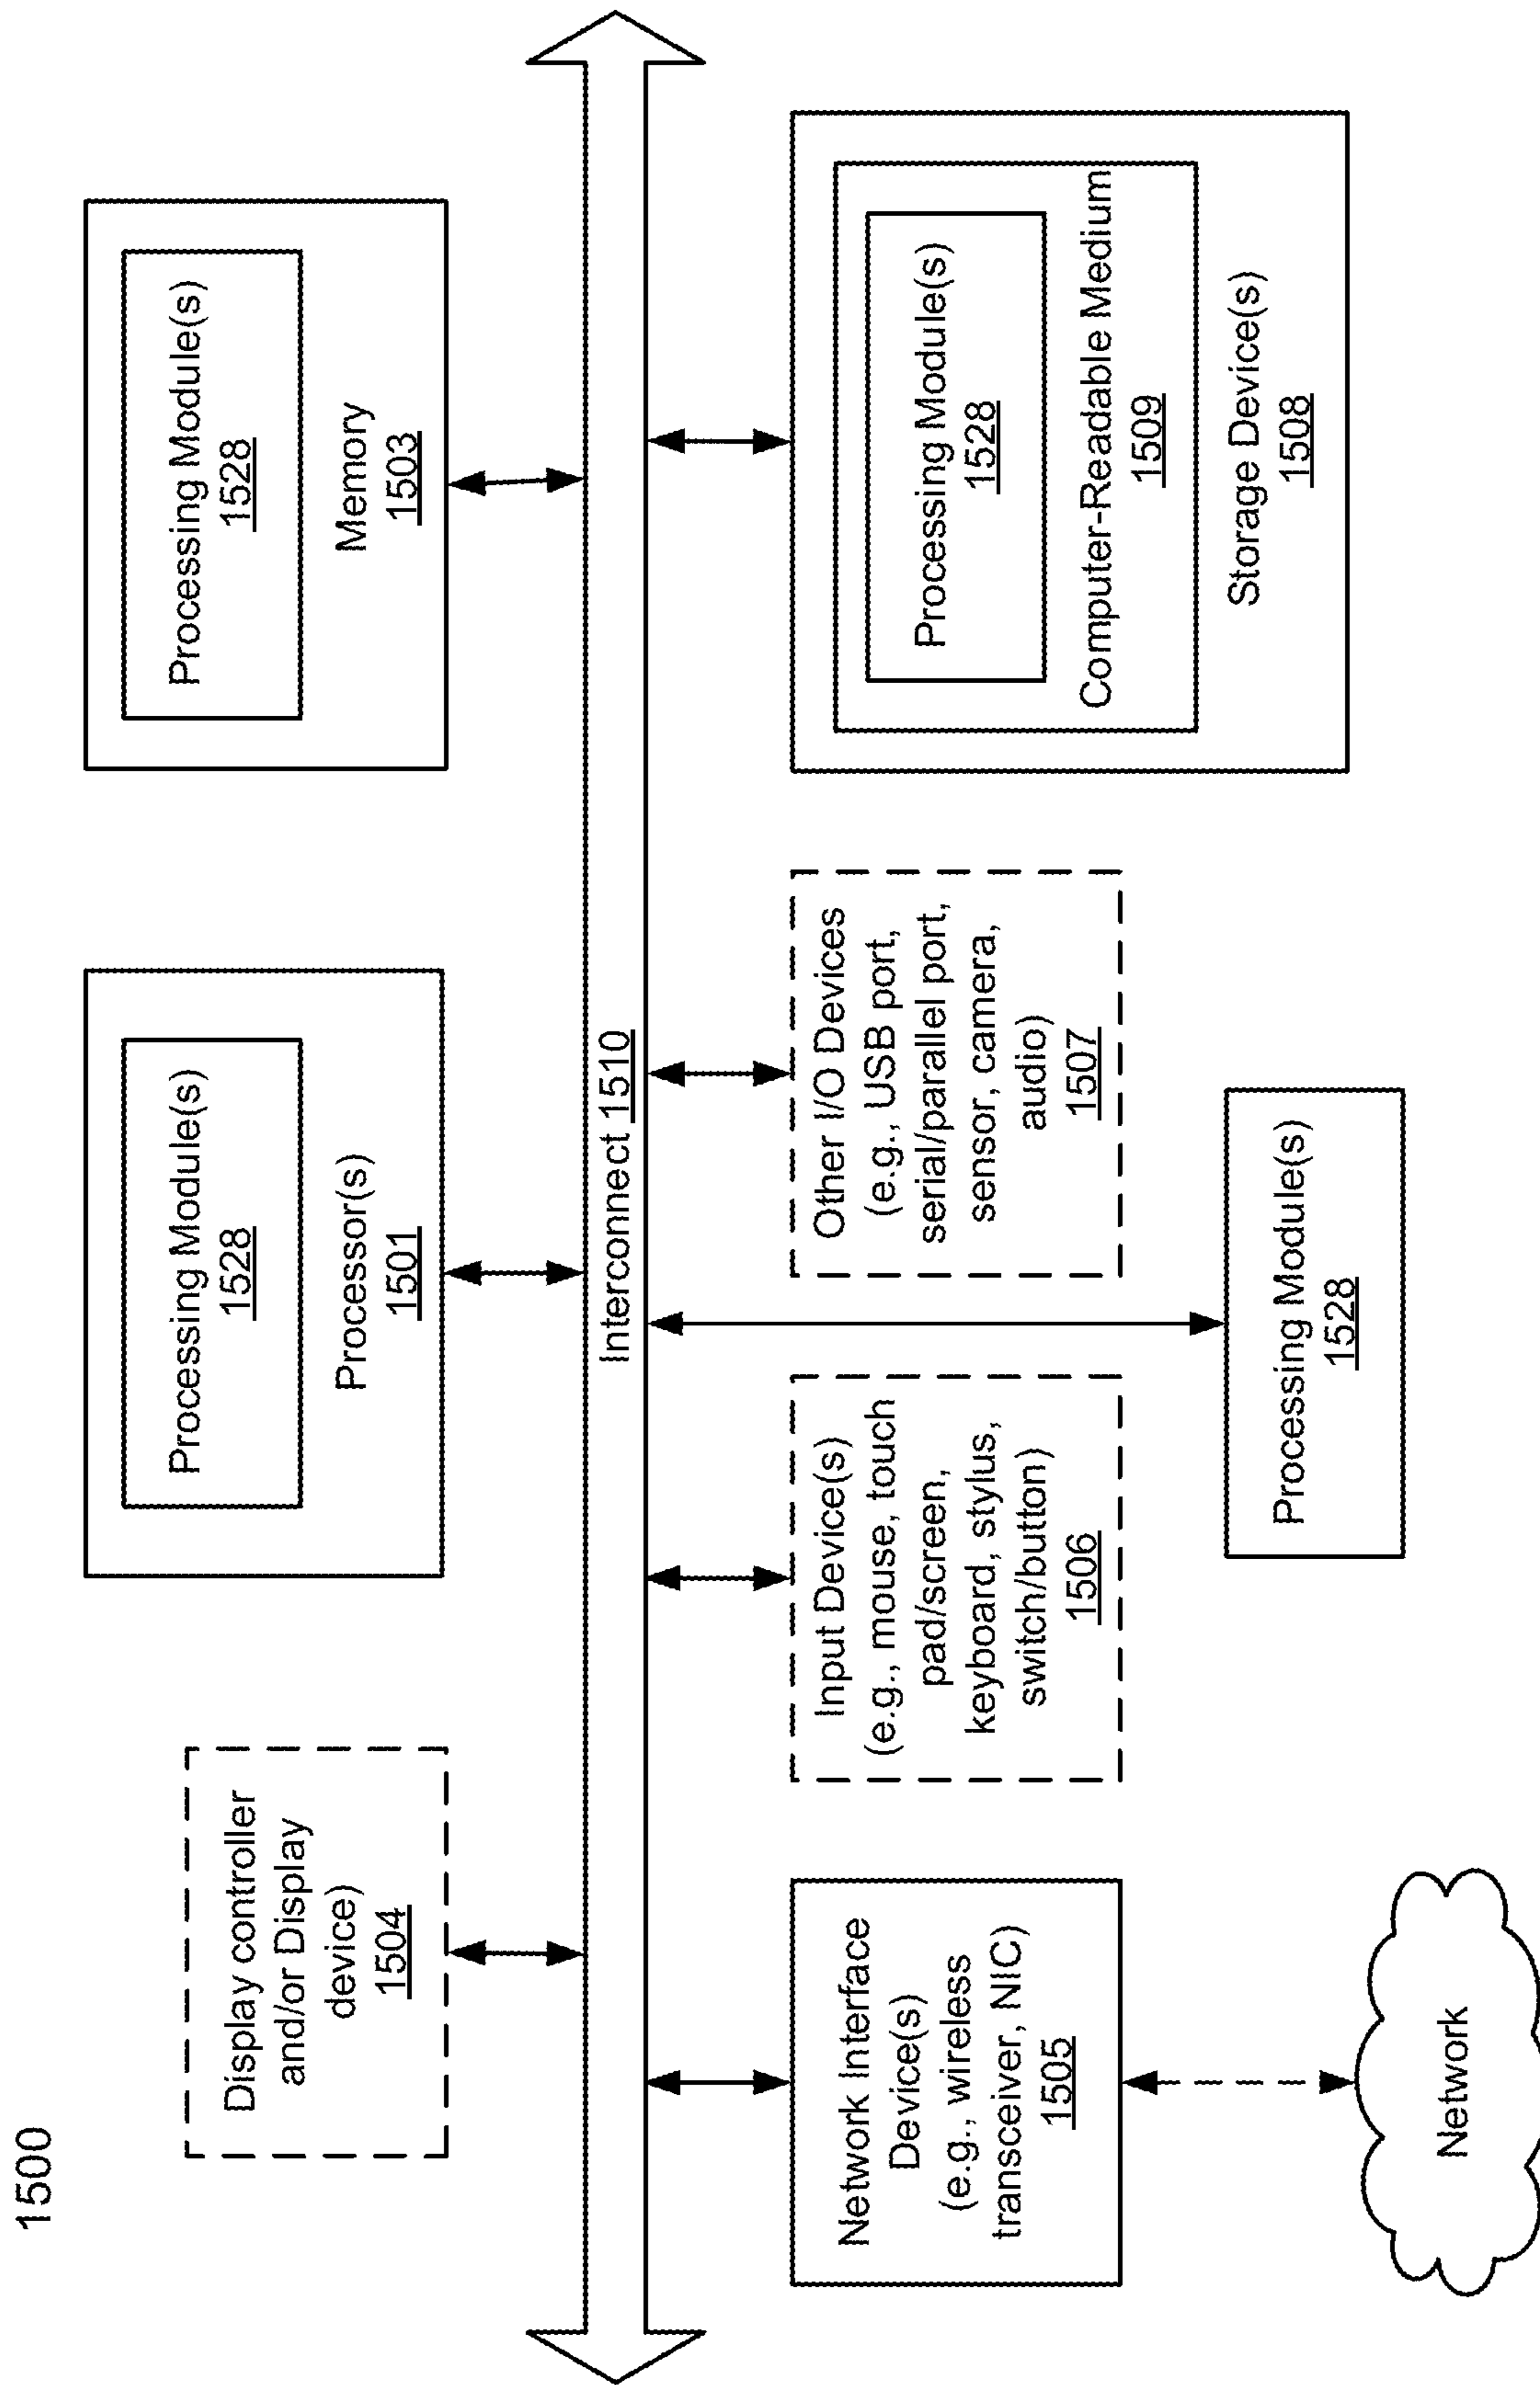 1500
Display controller
and/or Display
device)
1504
Processing Module(s)
1528
Processor(s)
1501
Processing Module(s)
1528
Memory
1503
Interconnect 1510
Network Interface
Device(s)
(e.g., wireless
transceiver, NIC)
1505
Input Device(s)
(e.g., mouse, touch
pad/screen,
keyboard, stylus,
switch/button)
1506
Other I/O Devices
(e.g., USB port,
serial/parallel port,
sensor, camera,
audio)
1507
Processing Module(s)
1528
Computer-Readable Medium
1509
Storage Device(s)
1508
Processing Module(s)
1528
Network